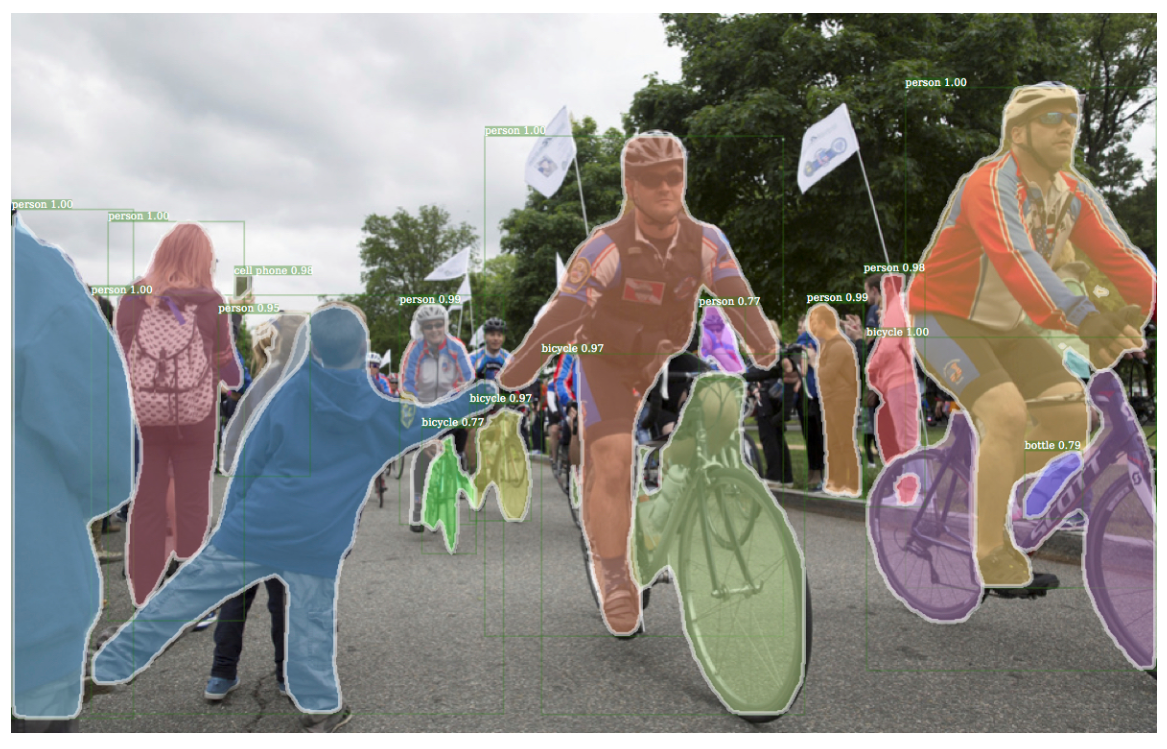 person 1.00
person 1.00
person 1.00
person 1.00
cell phone 0.98
person 0.98
person 1.00
person 0.99
person 0.99
person 0.77
person 0.95
bicycle 1.00
bicycle 0.97
bicycle 0.97
bicycle 0.77
bottle 0.79
SCOTT